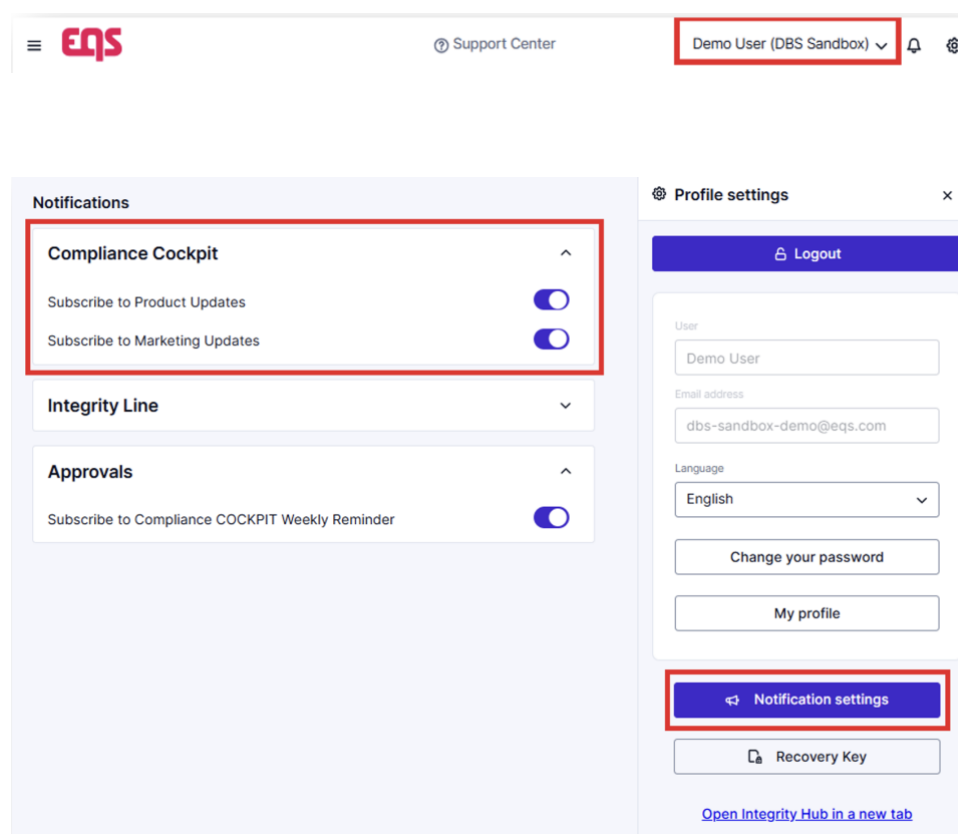 EQS
Support Center
Demo User (DBS Sandbox)
Notifications
Compliance Cockpit
Subscribe to Product Updates
Subscribe to Marketing Updates
Integrity Line
Approvals
Subscribe to Compliance COCKPIT Weekly Reminder
Profile settings
Logout
User
Demo User
Email address
dbs-sandbox-demo@eqs.com
Language
English
Change your password
My profile
Notification settings
Recovery Key
Open Integrity Hub in a new tab